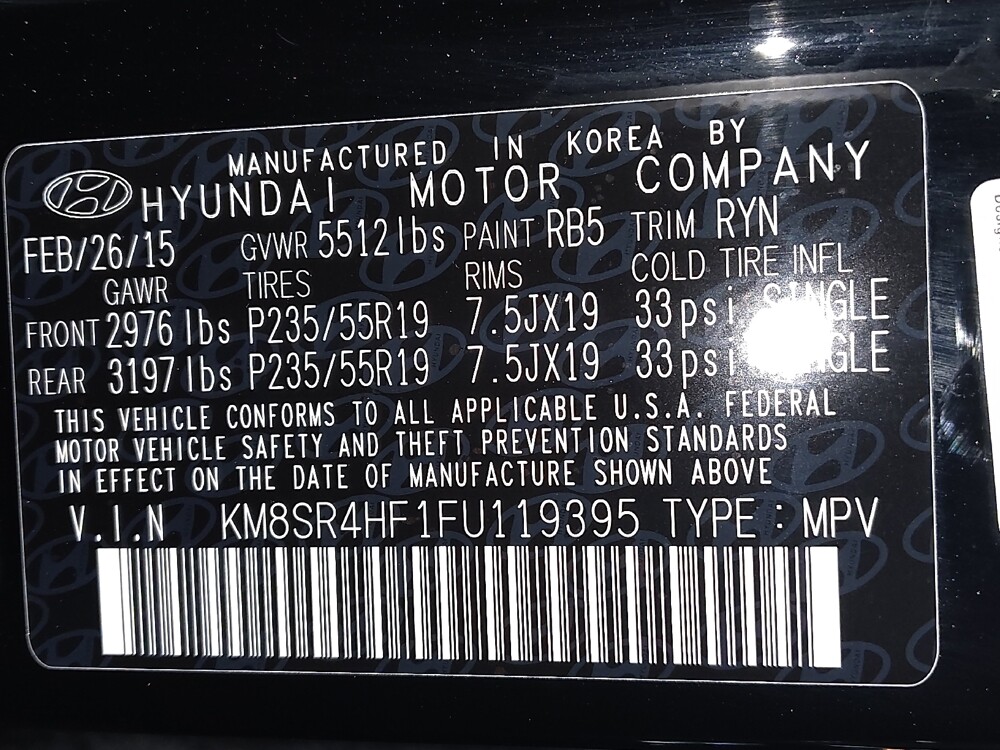 MANUFACTURED IN KOREA BY
HYUNDAI MOTOR COMPANY
FEB/26/15 GVWR 5512lbs PAINT RB5 TRIM RYN
GAWR TIRES RIMS COLD TIRE INFL
FRONT 2976 lbs P235/55R19 7.5JX19 33psi SINGLE
REAR 3197 lbs P235/55R19 7.5JX19 33psi SINGLE
THIS VEHICLE CONFORMS TO ALL APPLICABLE U.S.A. FEDERAL
MOTOR VEHICLE SAFETY AND THEFT PREVENTION STANDARDS
IN EFFECT ON THE DATE OF MANUFACTURE SHOWN ABOVE
V.I.N KM8SR4HF1FU119395 TYPE : MPV